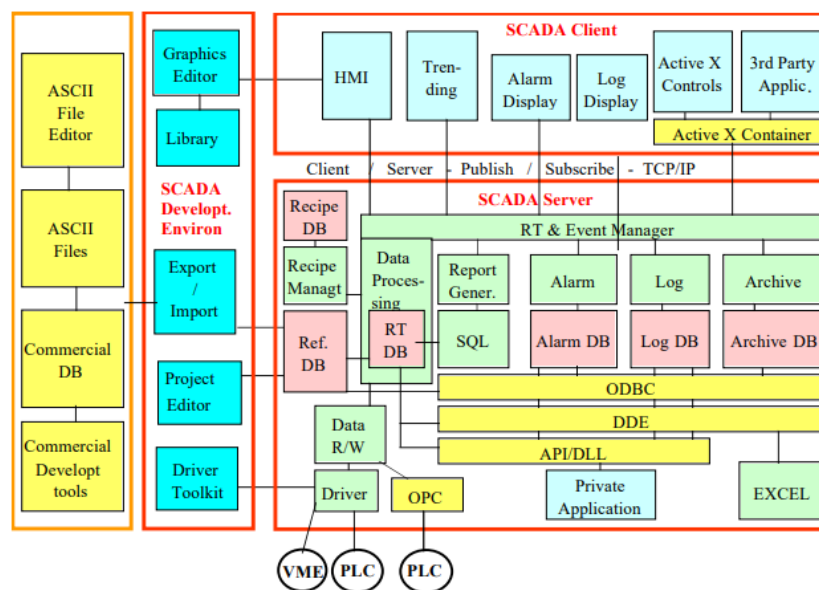 ASCII
File
Editor
ASCII
Files
Commercial
DB
Commercial
Developt
tools
Graphics
Editor
Library
SCADA
Developt.
Environ
Export
/
Import
Project
Editor
Driver
Toolkit
SCADA Client
HMI
Tren-
ding
Alarm
Display
Log
Display
Active X
Controls
3rd Party
Applic.
Active X Container
Client / Server - Publish / Subscribe - TCP/IP
SCADA Server
Recipe
DB
RT & Event Manager
Recipe
Managt
Data
Proces-
sing
Report
Gener.
Alarm
Log
Archive
Ref.
DB
RT
DB
SQL
Alarm DB
Log DB
Archive DB
ODBC
DDE
API/DLL
Data
R/W
Driver
OPC
Private
Application
EXCEL
VME
PLC
PLC